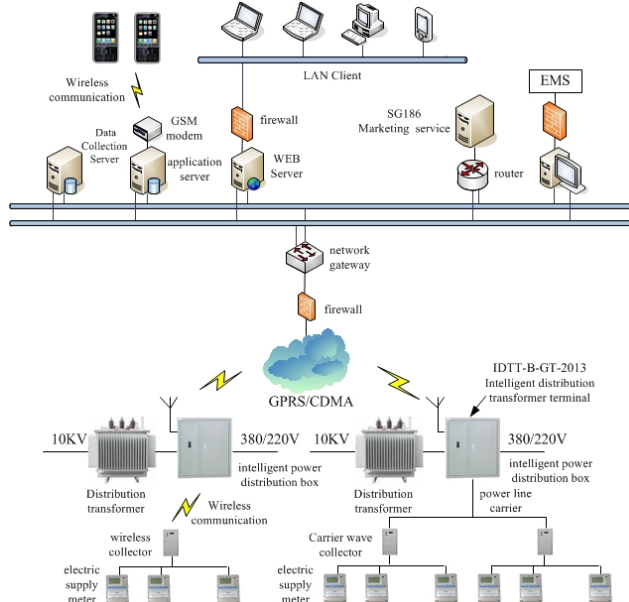 LAN Client
Wireless
communication
GSM
modem
firewall
SG186
Marketing service
EMS
Data
Collection
Server
application
server
WEB
Server
router
network
gateway
firewall
GPRS/CDMA
IDTT-B-GT-2013
Intelligent distribution
transformer terminal
10KV
380/220V
10KV
380/220V
intelligent power
distribution box
intelligent power
distribution box
Distribution
transformer
Distribution
transformer
power line
carrier
Wireless
communication
wireless
collector
Carrier wave
collector
electric
supply
meter
electric
supply
meter